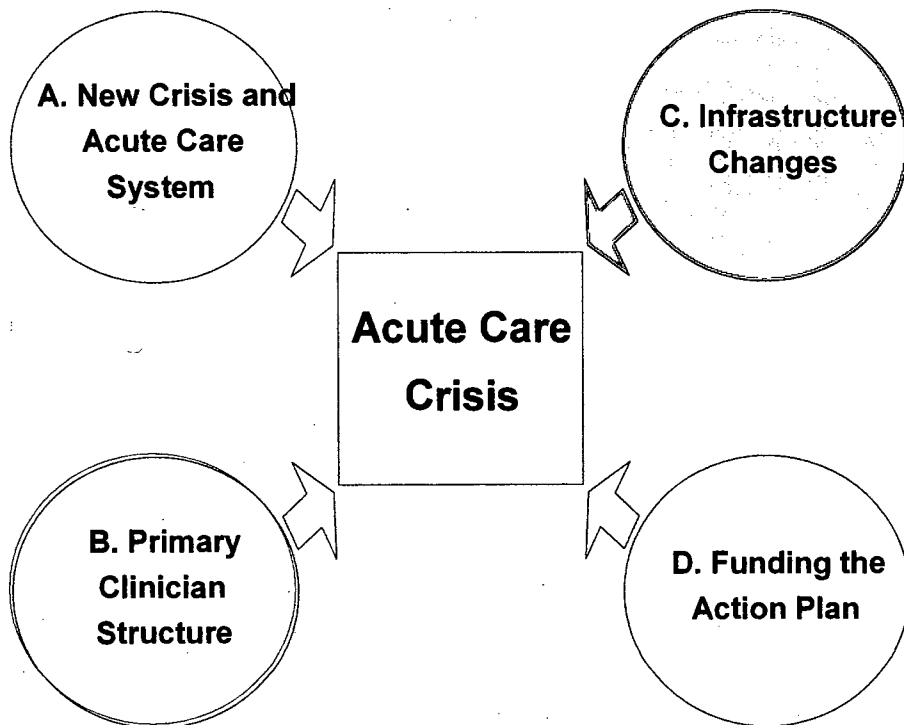 A. New Crisis and
Acute Care
System
C. Infrastructure
Changes
Acute Care
Crisis
B. Primary
Clinician
Structure
D. Funding the
Action Plan